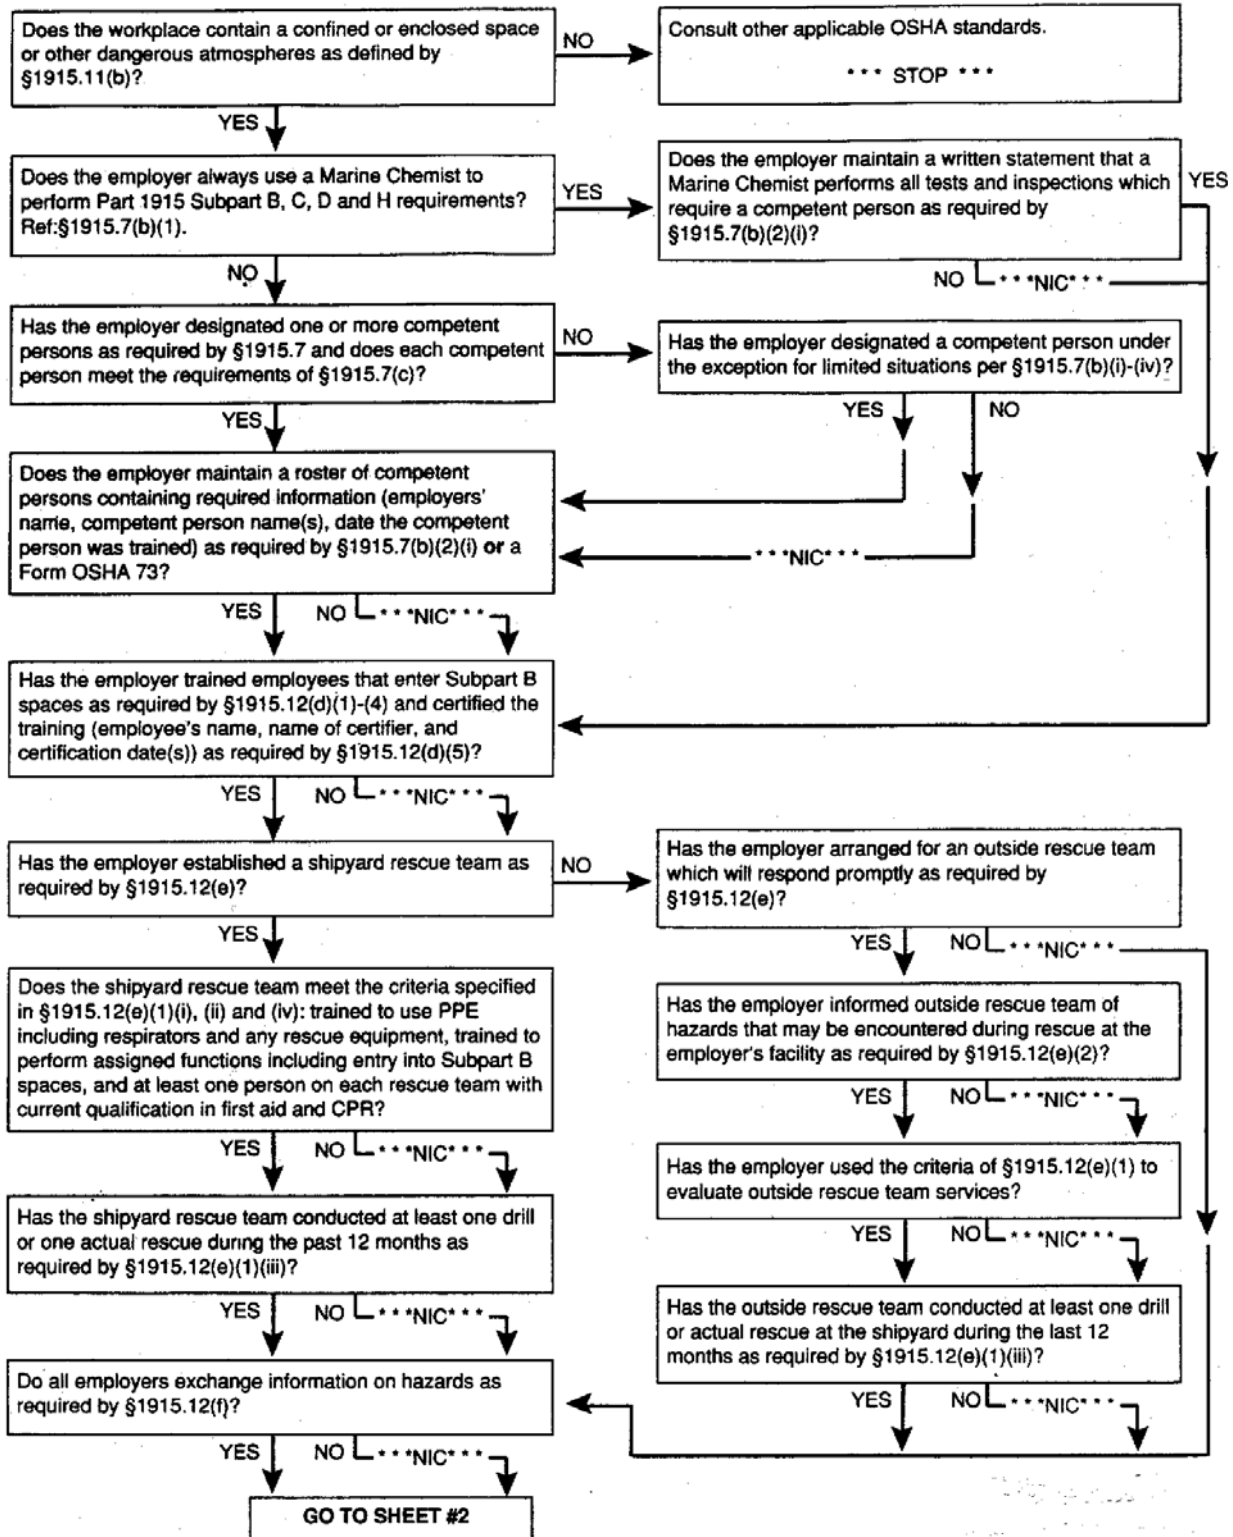 Does the workplace contain a confined or enclosed space
or other dangerous atmospheres as defined by
§1915.11(b)?
NO
Consult other applicable OSHA standards.
*** STOP ***
YES
Does the employer always use a Marine Chemist to
perform Part 1915 Subpart B, C, D and H requirements?
Ref:§1915.7(b)(1).
YES
Does the employer maintain a written statement that a
Marine Chemist performs all tests and inspections which
require a competent person as required by
§1915.7(b)(2)(i)?
YES
NO
NO
***NIC***
Has the employer designated one or more competent
persons as required by §1915.7 and does each competent
person meet the requirements of §1915.7(c)?
NO
Has the employer designated a competent person under
the exception for limited situations per §1915.7(b)(i)-(iv)?
YES
YES
NO
Does the employer maintain a roster of competent
persons containing required information (employers'
name, competent person name(s), date the competent
person was trained) as required by §1915.7(b)(2)(i) or a
Form OSHA 73?
***NIC***
YES
NO
***NIC***
Has the employer trained employees that enter Subpart B
spaces as required by §1915.12(d)(1)-(4) and certified the
training (employee's name, name of certifier, and
certification date(s)) as required by §1915.12(d)(5)?
YES
NO
***NIC***
Has the employer established a shipyard rescue team as
required by §1915.12(e)?
NO
Has the employer arranged for an outside rescue team
which will respond promptly as required by
§1915.12(e)?
YES
YES
NO
***NIC***
Does the shipyard rescue team meet the criteria specified
in §1915.12(e)(1)(i), (ii) and (iv): trained to use PPE
including respirators and any rescue equipment, trained to
perform assigned functions including entry into Subpart B
spaces, and at least one person on each rescue team with
current qualification in first aid and CPR?
Has the employer informed outside rescue team of
hazards that may be encountered during rescue at the
employer's facility as required by §1915.12(e)(2)?
YES
NO
***NIC***
YES
NO
***NIC***
Has the employer used the criteria of §1915.12(e)(1) to
evaluate outside rescue team services?
Has the shipyard rescue team conducted at least one drill
or one actual rescue during the past 12 months as
required by §1915.12(e)(1)(iii)?
YES
NO
***NIC***
YES
NO
***NIC***
Has the outside rescue team conducted at least one drill
or actual rescue at the shipyard during the last 12
months as required by §1915.12(e)(1)(iii)?
Do all employers exchange information on hazards as
required by §1915.12(f)?
YES
NO
***NIC***
YES
NO
***NIC***
GO TO SHEET #2